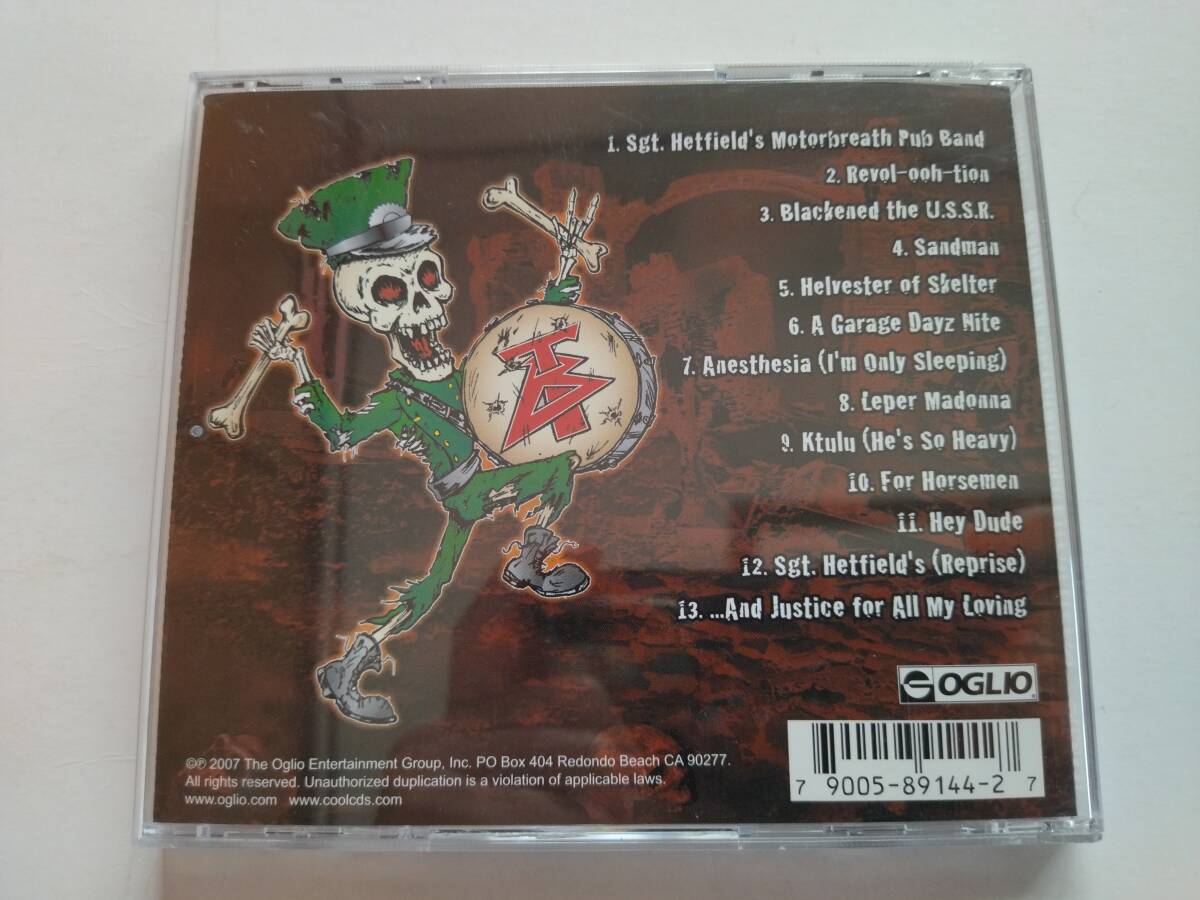 1. Sgt. Hetfield's Motorbreath Pub Band
2. Revol-ooh-tion
3. Blackened the U.S.S.R.
4. Sandman
5. Helvester of Skelter
6. A Garage Dayz Nite
7. Anesthesia (I'm Only Sleeping)
8. Leper Madonna
9. Ktulu (He's So Heavy)
10. For Horsemen
11. Hey Dude
12. Sgt. Hetfield's (Reprise)
13. ...And Justice for All My Loving
OGLIO
©℗ 2007 The Oglio Entertainment Group, Inc. PO Box 404 Redondo Beach CA 90277.
All rights reserved. Unauthorized duplication is a violation of applicable laws.
www.oglio.com www.coolcds.com
7 9005-89144-2 7